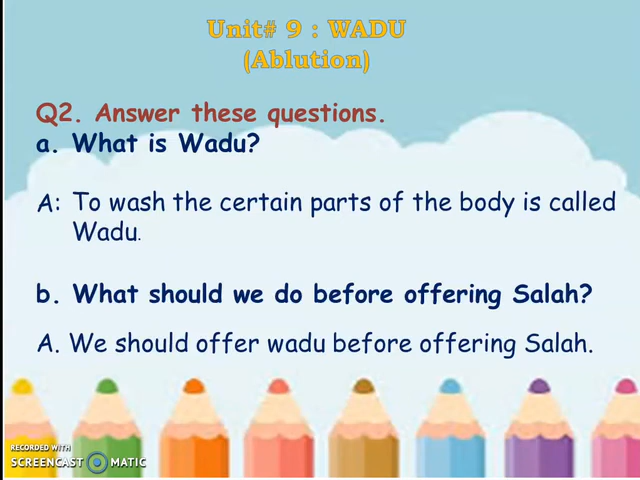 Unit# 9 : WADU
(Ablution)
Q2. Answer these questions.
a. What is Wadu?
A: To wash the certain parts of the body is called
Wadu.
b. What should we do before offering Salah?
A. We should offer wadu before offering Salah.
RECORDED WITH
SCREENCAST MATIC